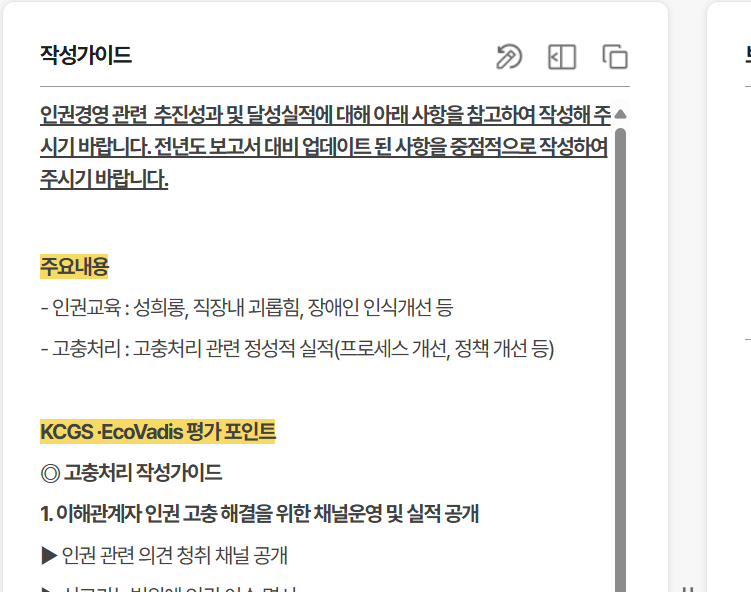 작성가이드
인권경영 관련 추진성과 및 달성실적에 대해 아래 사항을 참고하여 작성해 주
시기 바랍니다. 전년도 보고서 대비 업데이트 된 사항을 중점적으로 작성하여
주시기 바랍니다.
주요내용
- 인권교육 : 성희롱, 직장내 괴롭힘, 장애인 인식개선 등
- 고충처리 : 고충처리 관련 정성적 실적(프로세스 개선, 정책 개선 등)
KCGS ·EcoVadis 평가 포인트
◎ 고충처리 작성가이드
1. 이해관계자 인권 고충 해결을 위한 채널운영 및 실적 공개
▶ 인권 관련 의견 청취 채널 공개